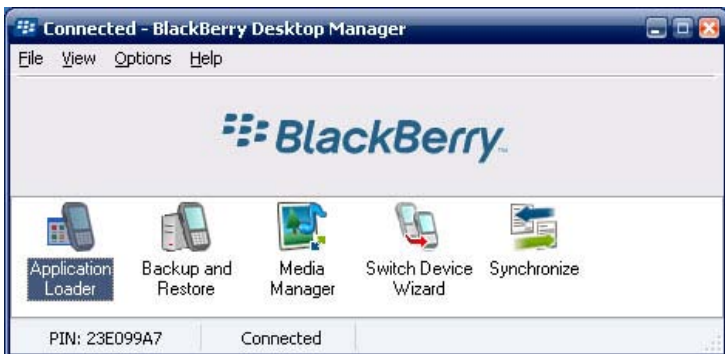 Connected - BlackBerry Desktop Manager
File View Options Help
BlackBerry™
Application Loader
Backup and Restore
Media Manager
Switch Device Wizard
Synchronize
PIN: 23E099A7 Connected